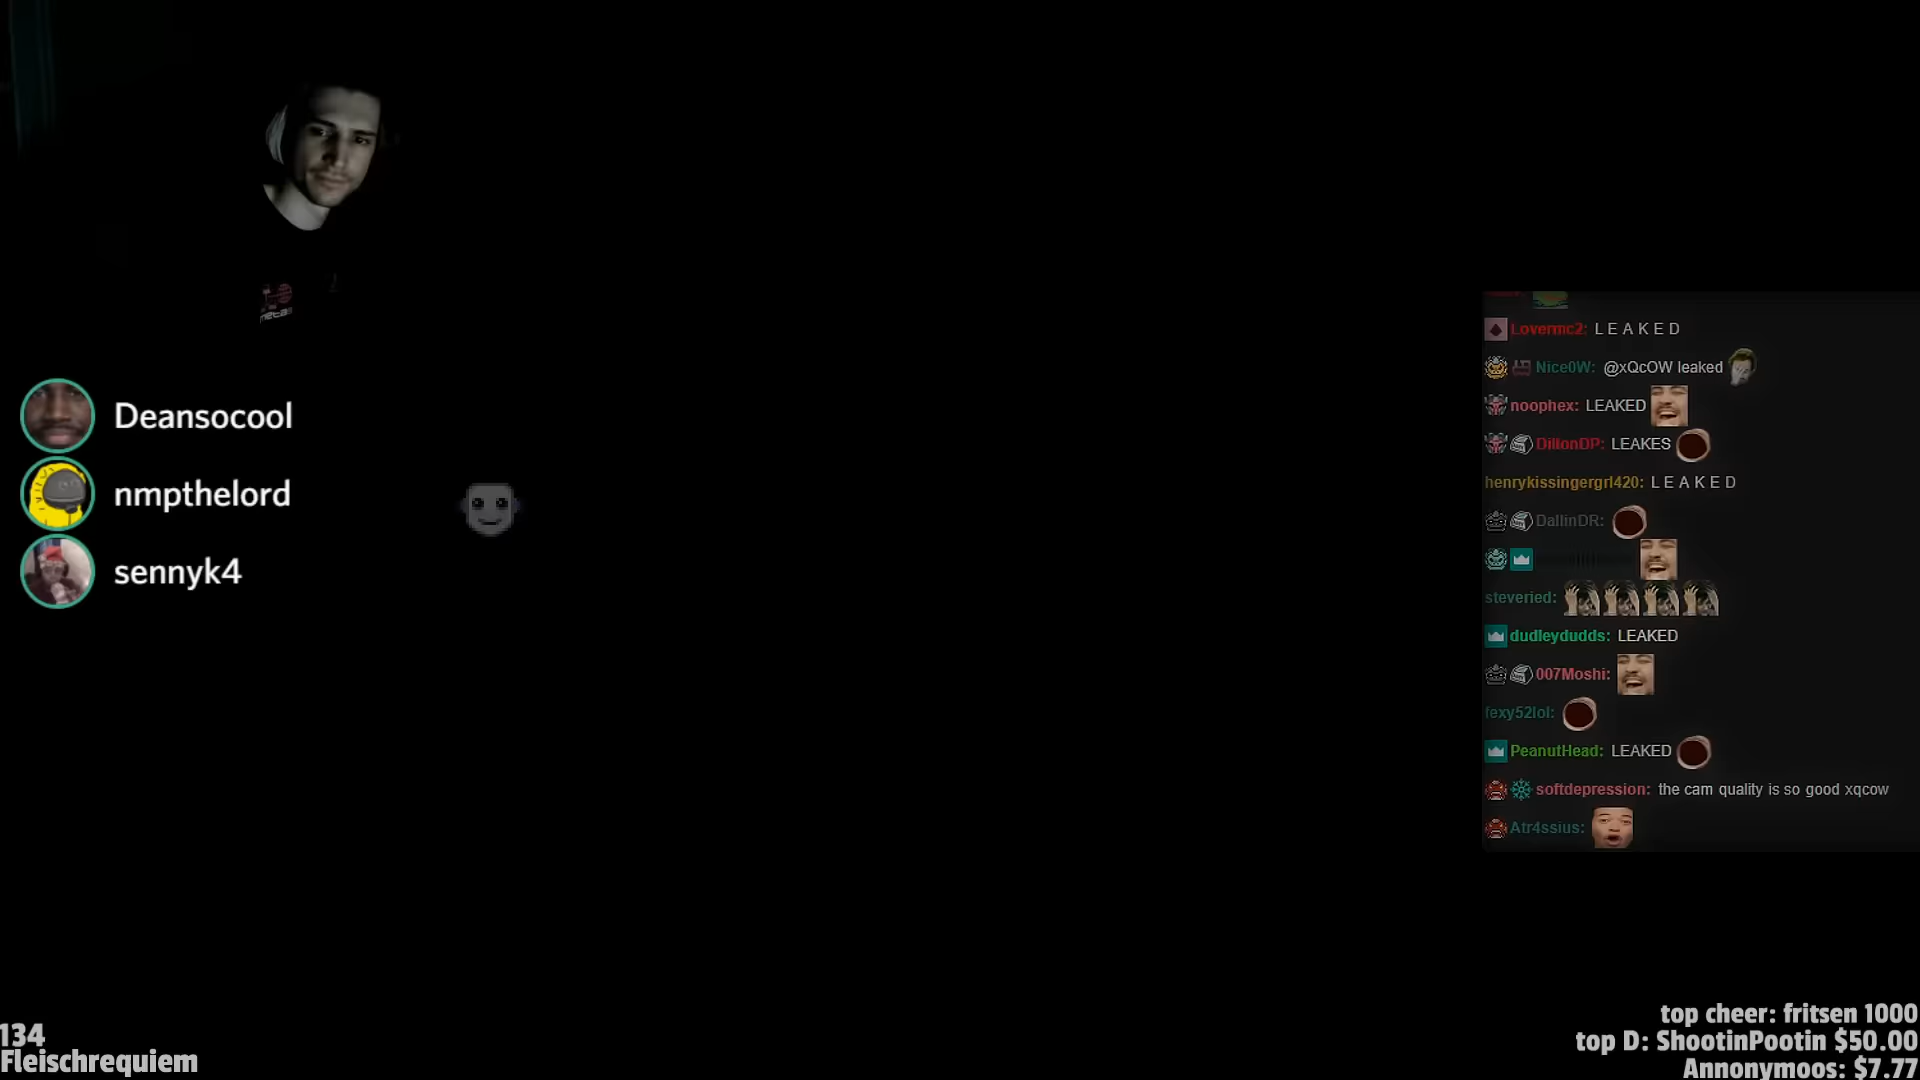 Deansocool
nmpthelord
sennyk4
Lovermc2: L E A K E D
Nice0W: @xQcOW leaked
noophex: LEAKED
DillonDP: LEAKES
henrykissingergrl420: L E A K E D
DallinDR:
steveried:
dudleydudds: LEAKED
007Moshi:
fexy52lol:
PeanutHead: LEAKED
softdepression: the cam quality is so good xqcow
Atr4ssius:
134
Fleischrequiem
top cheer: fritsen 1000
top D: ShootinPootin $50.00
Annonymoos: $7.77